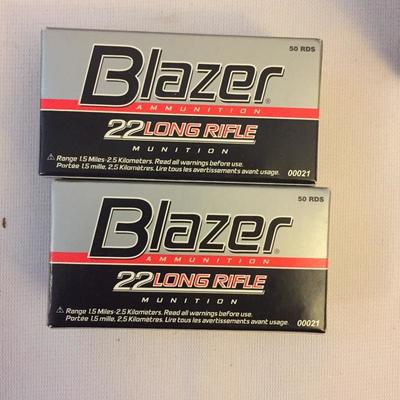 50 RDS
Blazer®
AMMUNITION
22 LONG RIFLE
MUNITION
⚠ Range 1.5 Miles-2.5 Kilometers. Read all warnings before use.
Portée 1.5 mille, 2.5 Kilomètres. Lire tous les avertissements avant usage.
00021
50 RDS
Blazer®
AMMUNITION
22 LONG RIFLE
MUNITION
⚠ Range 1.5 Miles-2.5 Kilometers. Read all warnings before use.
Portée 1.5 mille, 2.5 Kilomètres. Lire tous les avertissements avant usage.
00021